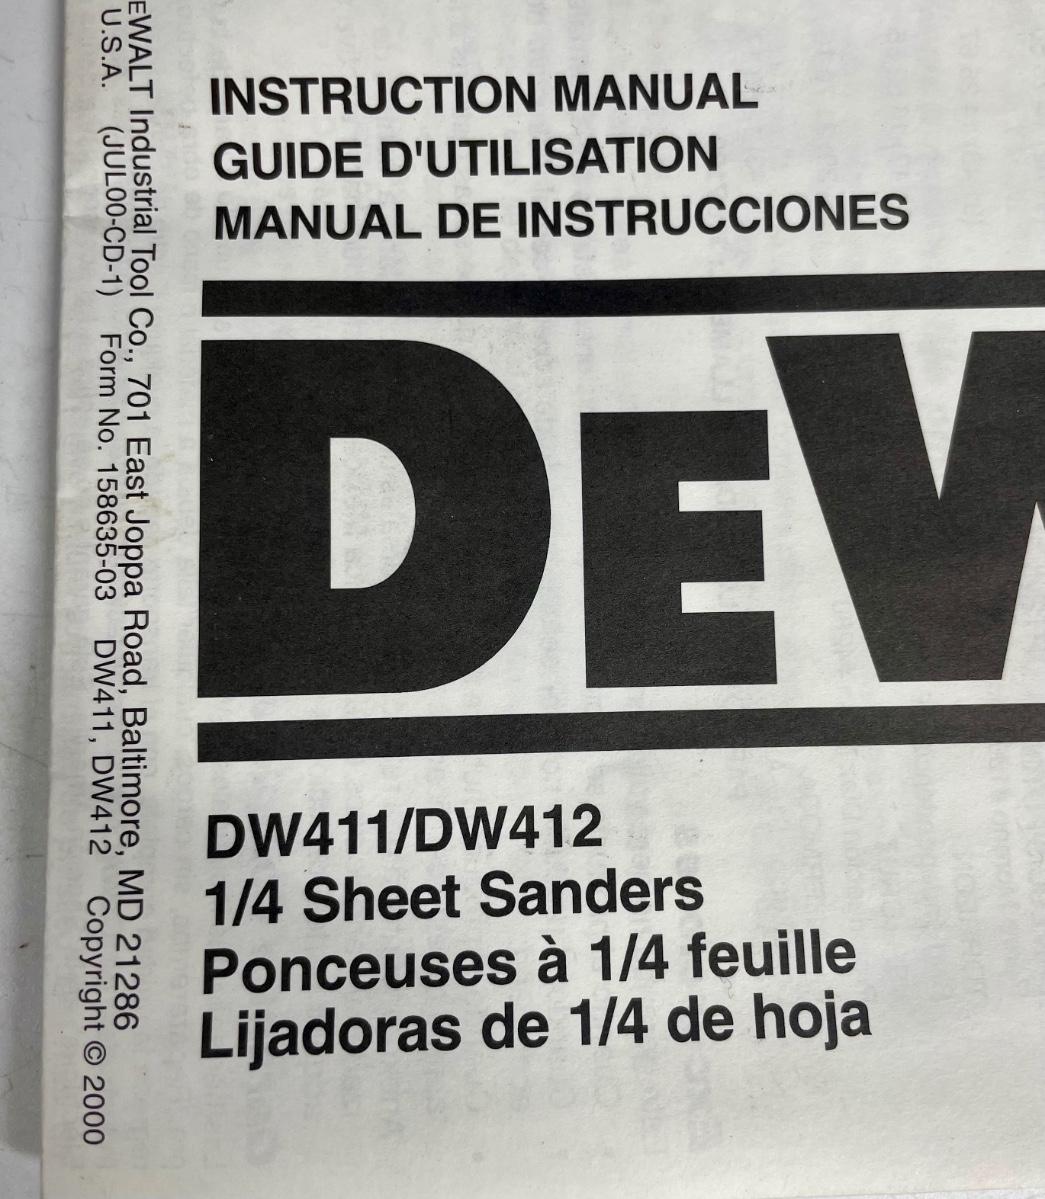 INSTRUCTION MANUAL
GUIDE D'UTILISATION
MANUAL DE INSTRUCCIONES
DEW
DW411/DW412
1/4 Sheet Sanders
Ponceuses à 1/4 feuille
Lijadoras de 1/4 de hoja
EWALT Industrial Tool Co., 701 East Joppa Road, Baltimore, MD 21286
U.S.A. (JUL00-CD-1) Form No. 158635-03 DW411, DW412 Copyright © 2000